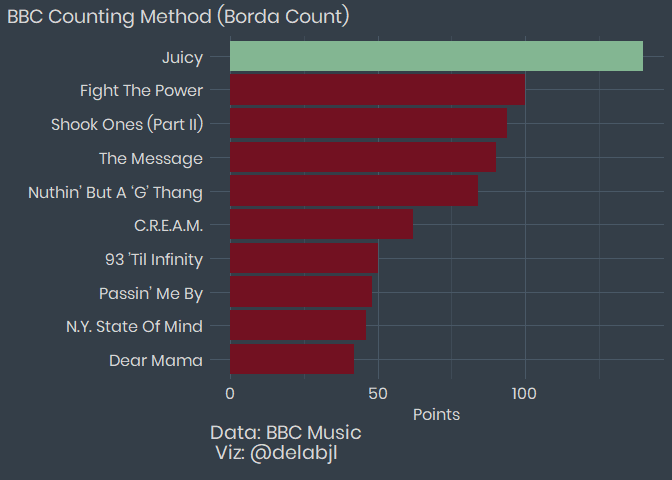 BBC Counting Method (Borda Count)
Juicy
Fight The Power
Shook Ones (Part II)
The Message
Nuthin’ But A ‘G’ Thang
C.R.E.A.M.
93 ’Til Infinity
Passin’ Me By
N.Y. State Of Mind
Dear Mama
0 50 100
Points
Data: BBC Music
Viz: @delabjl